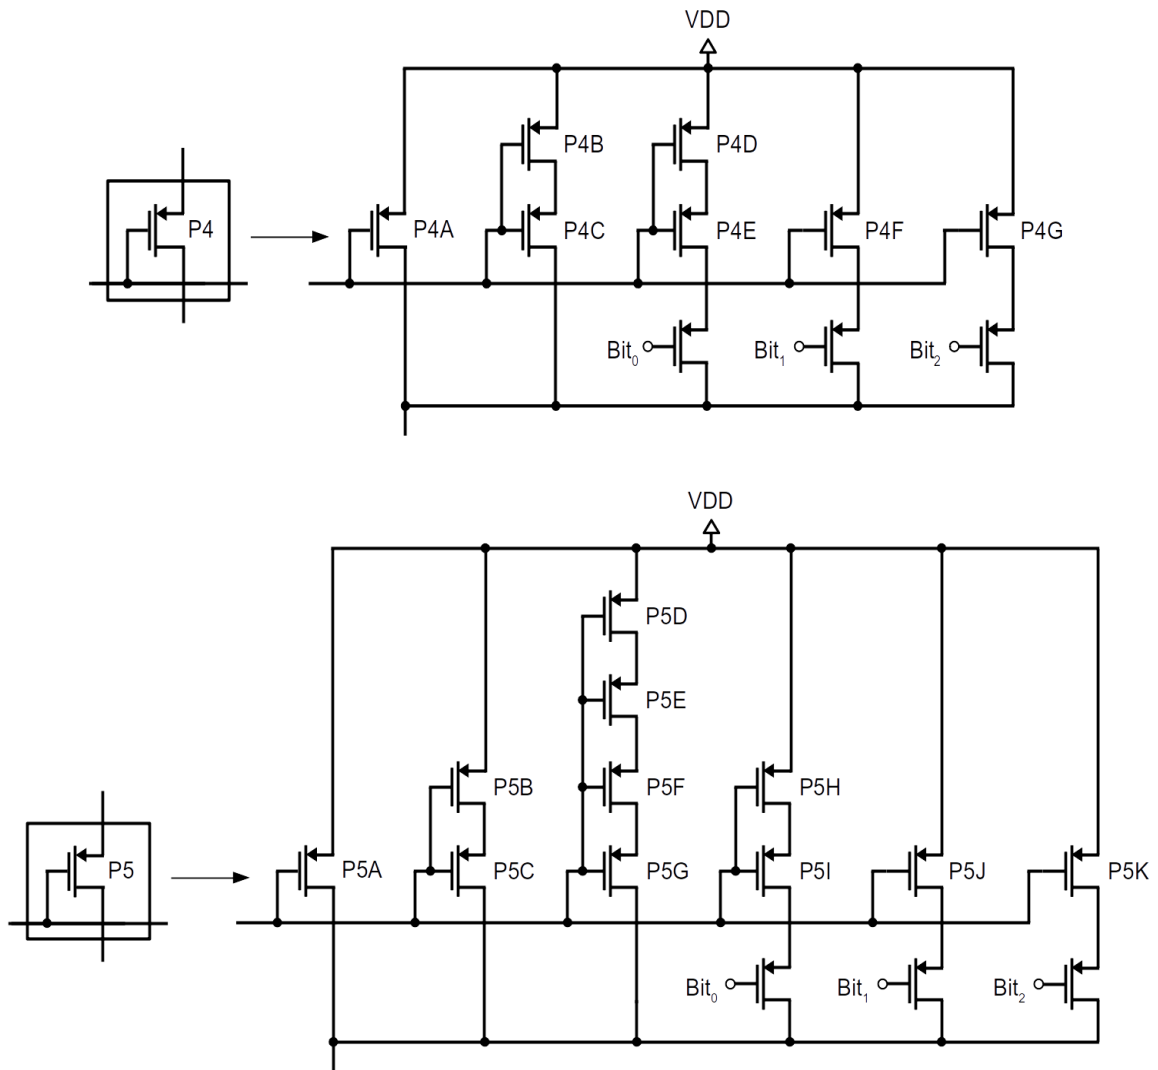 VDD
P4B
P4D
P4
P4A
P4C
P4E
P4F
P4G
Bit₀
Bit₁
Bit₂
VDD
P5D
P5E
P5B
P5F
P5H
P5
P5A
P5C
P5G
P5I
P5J
P5K
Bit₀
Bit₁
Bit₂